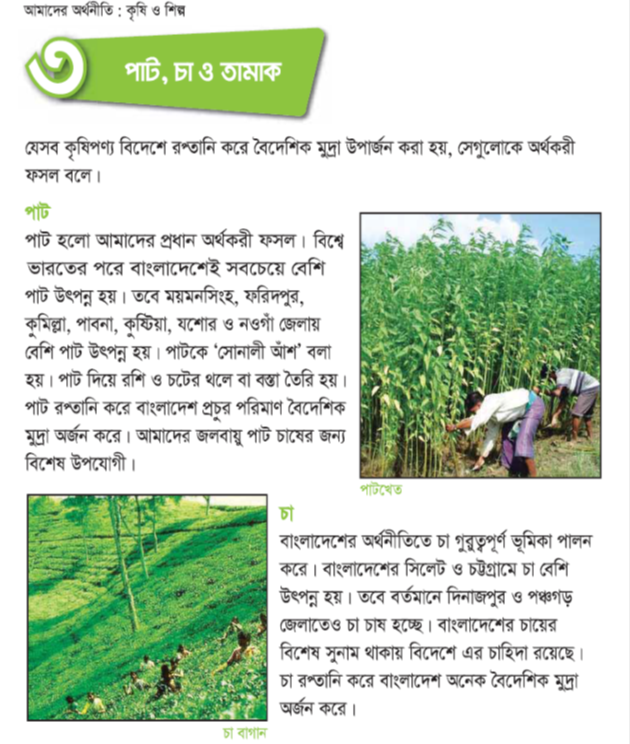 আমাদের অর্থনীতি : কৃষি ও শিল্প
৩
পাট, চা ও তামাক
যেসব কৃষিপণ্য বিদেশে রপ্তানি করে বৈদেশিক মুদ্রা উপার্জন করা হয়, সেগুলোকে অর্থকরী
ফসল বলে।
পাট
পাট হলো আমাদের প্রধান অর্থকরী ফসল। বিশ্বে
ভারতের পরে বাংলাদেশেই সবচেয়ে বেশি
পাট উৎপন্ন হয়। তবে ময়মনসিংহ, ফরিদপুর,
কুমিল্লা, পাবনা, কুষ্টিয়া, যশোর ও নওগাঁ জেলায়
বেশি পাট উৎপন্ন হয়। পাটকে ‘সোনালী আঁশ’ বলা
হয়। পাট দিয়ে রশি ও চটের থলে বা বস্তা তৈরি হয়।
পাট রপ্তানি করে বাংলাদেশ প্রচুর পরিমাণ বৈদেশিক
মুদ্রা অর্জন করে। আমাদের জলবায়ু পাট চাষের জন্য
বিশেষ উপযোগী।
পাটখেত
চা
বাংলাদেশের অর্থনীতিতে চা গুরুত্বপূর্ণ ভূমিকা পালন
করে। বাংলাদেশের সিলেট ও চট্টগ্রামে চা বেশি
উৎপন্ন হয়। তবে বর্তমানে দিনাজপুর ও পঞ্চগড়
জেলাতেও চা চাষ হচ্ছে। বাংলাদেশের চায়ের
বিশেষ সুনাম থাকায় বিদেশে এর চাহিদা রয়েছে।
চা রপ্তানি করে বাংলাদেশ অনেক বৈদেশিক মুদ্রা
অর্জন করে।
চা বাগান